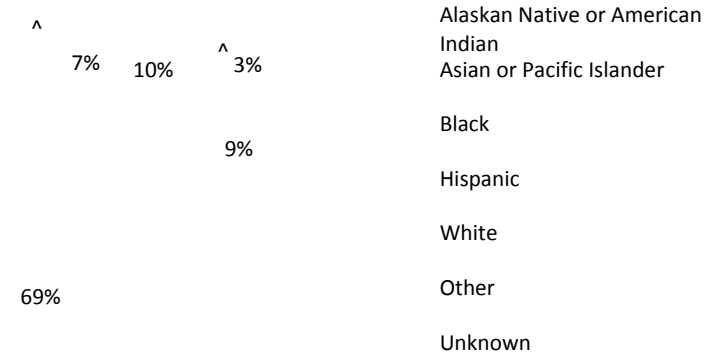 ^
7%
10%
^
3%
9%
69%
Alaskan Native or American
Indian
Asian or Pacific Islander
Black
Hispanic
White
Other
Unknown